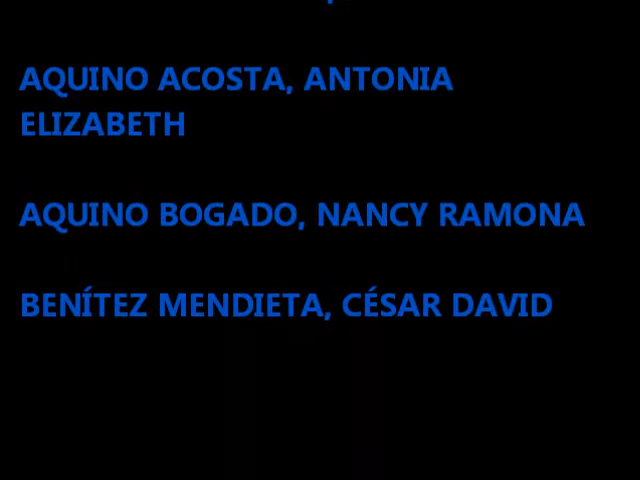 AQUINO ACOSTA, ANTONIA
ELIZABETH
AQUINO BOGADO, NANCY RAMONA
BENÍTEZ MENDIETA, CÉSAR DAVID